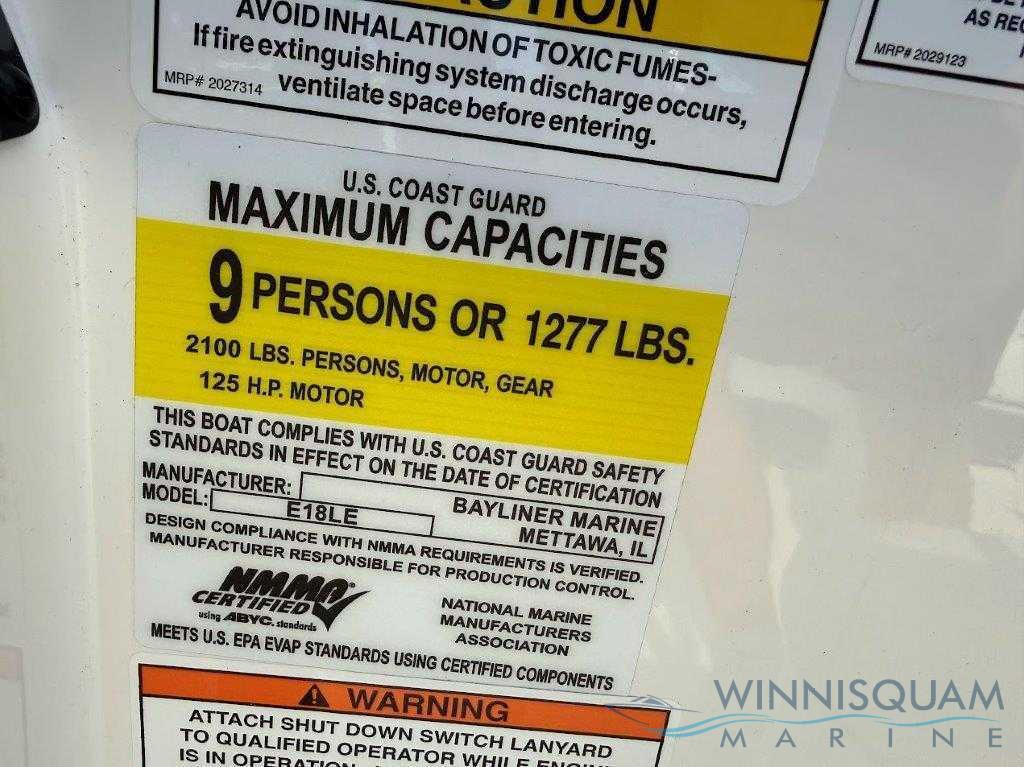 CTION
AVOID INHALATION OF TOXIC FUMES-
If fire extinguishing system discharge occurs,
ventilate space before entering.
MRP# 2027314
AS REC
MRP# 2029123
U.S. COAST GUARD
MAXIMUM CAPACITIES
9 PERSONS OR 1277 LBS.
2100 LBS. PERSONS, MOTOR, GEAR
125 H.P. MOTOR
THIS BOAT COMPLIES WITH U.S. COAST GUARD SAFETY
STANDARDS IN EFFECT ON THE DATE OF CERTIFICATION
MANUFACTURER: BAYLINER MARINE
METTAWA, IL
MODEL: E18LE
DESIGN COMPLIANCE WITH NMMA REQUIREMENTS IS VERIFIED.
MANUFACTURER RESPONSIBLE FOR PRODUCTION CONTROL.
NMMA®
CERTIFIED
using ABYC. standards
NATIONAL MARINE
MANUFACTURERS
ASSOCIATION
MEETS U.S. EPA EVAP STANDARDS USING CERTIFIED COMPONENTS
WARNING
ATTACH SHUT DOWN SWITCH LANYARD
TO QUALIFIED OPERATOR WHILE ENGINE
IS IN OPERATION
WINNISQUAM
MARINE